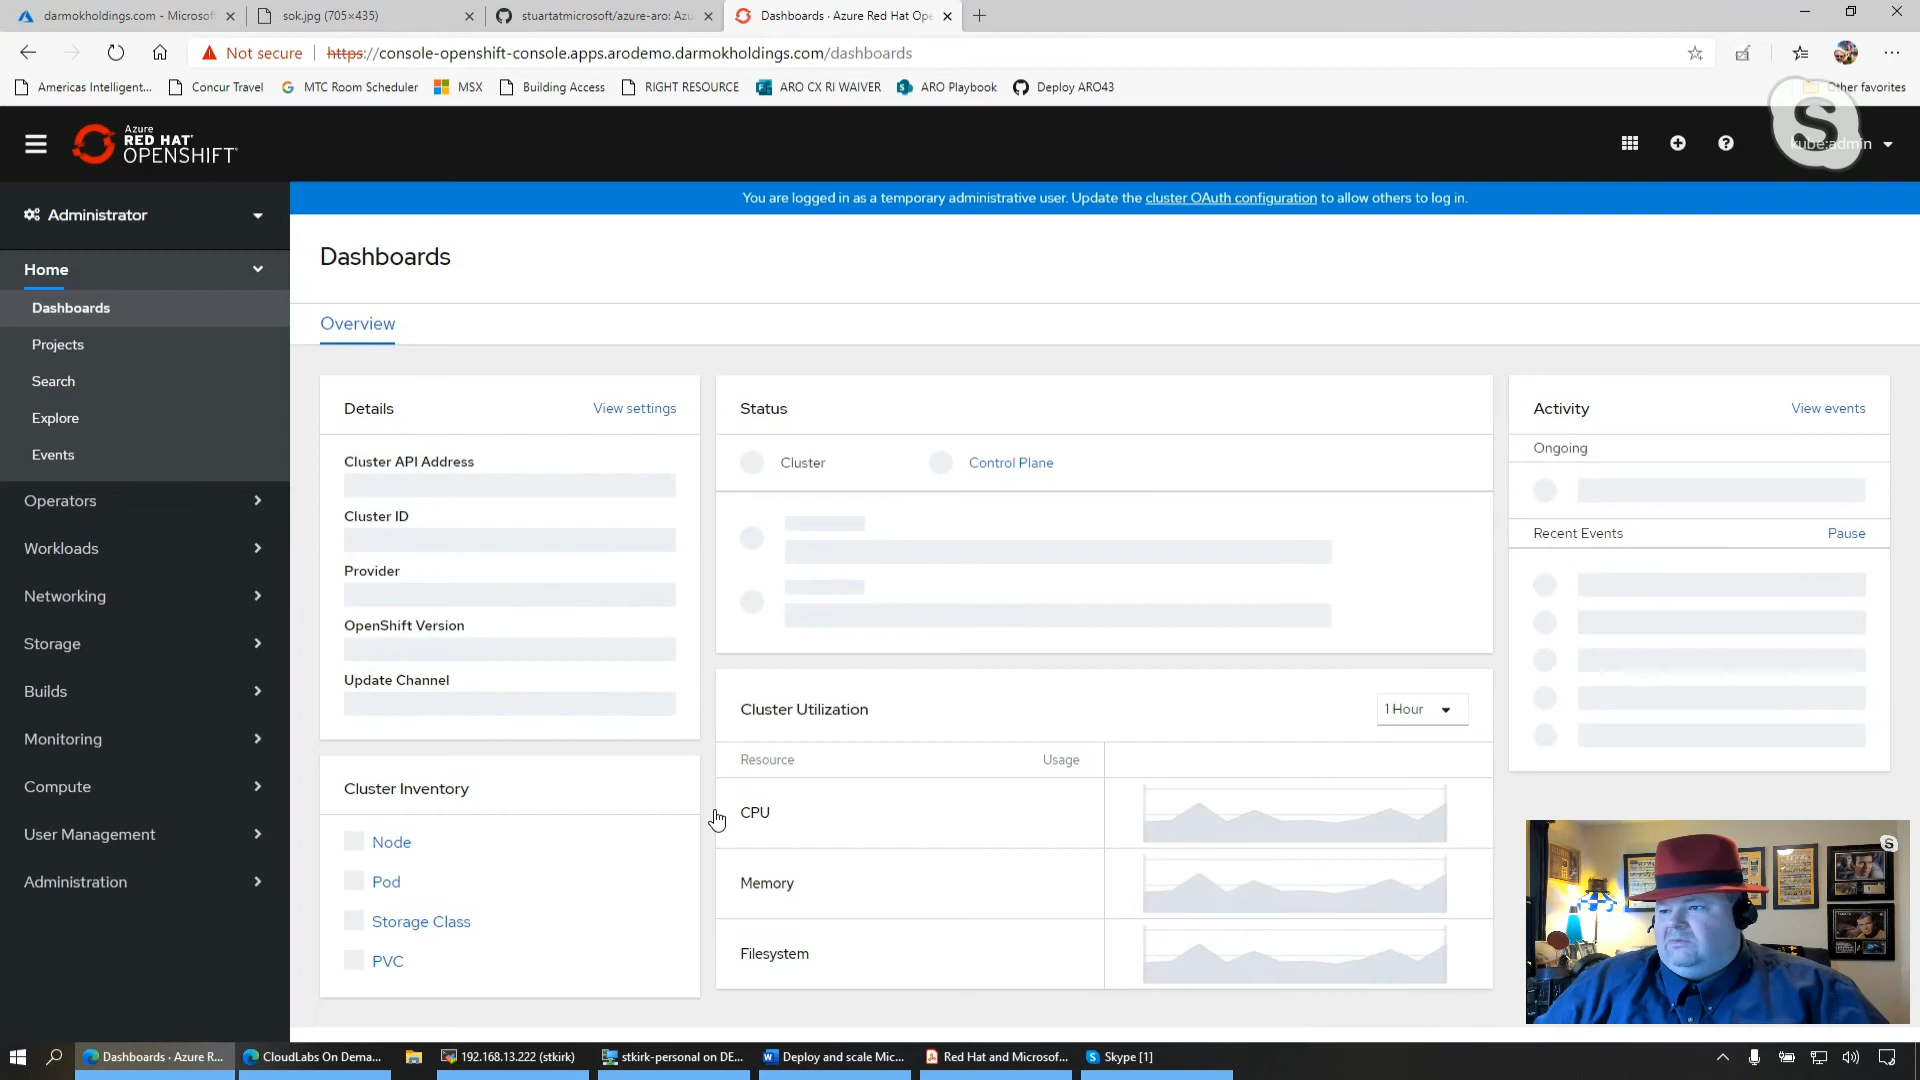 darmokholdings.com - Microsof
sok.jpg (705×435)
stuartatmicrosoft/azure-aro: Azu
Dashboards · Azure Red Hat Ope
Not secure
https://console-openshift-console.apps.arodemo.darmokholdings.com/dashboards
Americas Intelligent...
Concur Travel
MTC Room Scheduler
MSX
Building Access
RIGHT RESOURCE
ARO CX RI WAIVER
ARO Playbook
Deploy ARO43
Other favorites
Azure
RED HAT
OPENSHIFT
kube:admin
You are logged in as a temporary administrative user. Update the cluster OAuth configuration to allow others to log in.
Administrator
Home
Dashboards
Projects
Search
Explore
Events
Operators
Workloads
Networking
Storage
Builds
Monitoring
Compute
User Management
Administration
Dashboards
Overview
Details
View settings
Cluster API Address
Cluster ID
Provider
OpenShift Version
Update Channel
Cluster Inventory
Node
Pod
Storage Class
PVC
Status
Cluster
Control Plane
Cluster Utilization
1 Hour
Resource
Usage
CPU
Memory
Filesystem
Activity
View events
Ongoing
Recent Events
Pause
Dashboards · Azure R...
CloudLabs On Dema...
192.168.13.222 (stkirk)
stkirk-personal on DE...
Deploy and scale Mic...
Red Hat and Microsof...
Skype [1]